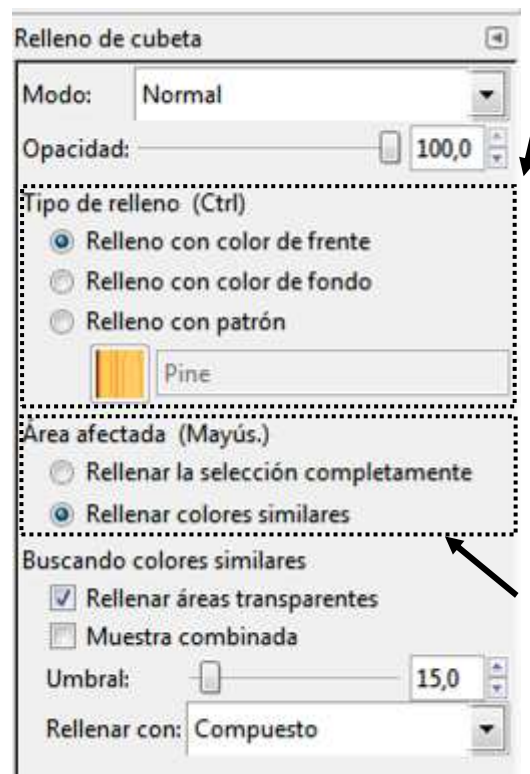 Relleno de cubeta
Modo: Normal
Opacidad: 100,0
Tipo de relleno (Ctrl)
Relleno con color de frente
Relleno con color de fondo
Relleno con patrón
Pine
Área afectada (Mayús.)
Rellenar la selección completamente
Rellenar colores similares
Buscando colores similares
Rellenar áreas transparentes
Muestra combinada
Umbral: 15,0
Rellenar con: Compuesto